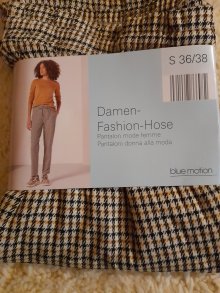 S 36/38
Damen-
Fashion-Hose
Pantalon mode femme
Pantaloni donna alla moda
blue motion